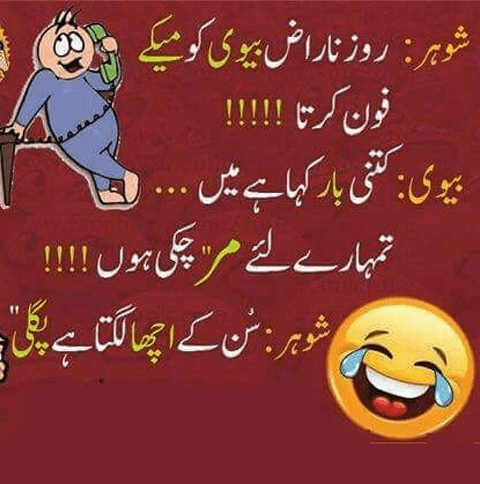 شوہر: روز ناراض بیوی کو میکے
فون کرتا !!!!!
بیوی: کتنی بار کہا ہے میں ...
تمہارے لئے "مر" چکی ہوں !!!!
شوہر: سُن کے اچھا لگتا ہے پگلی"